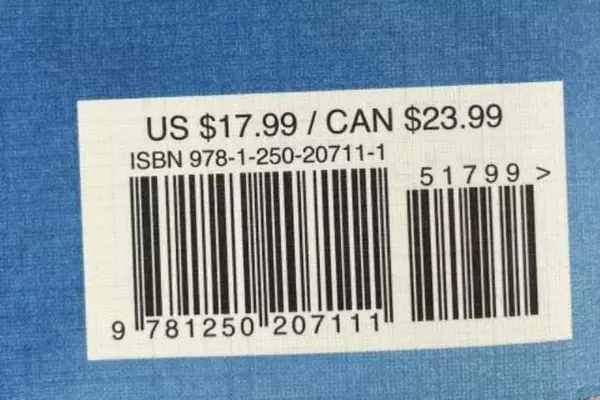 US $17.99 / CAN $23.99
ISBN 978-1-250-20711-1
51799 >
9 781250 207111